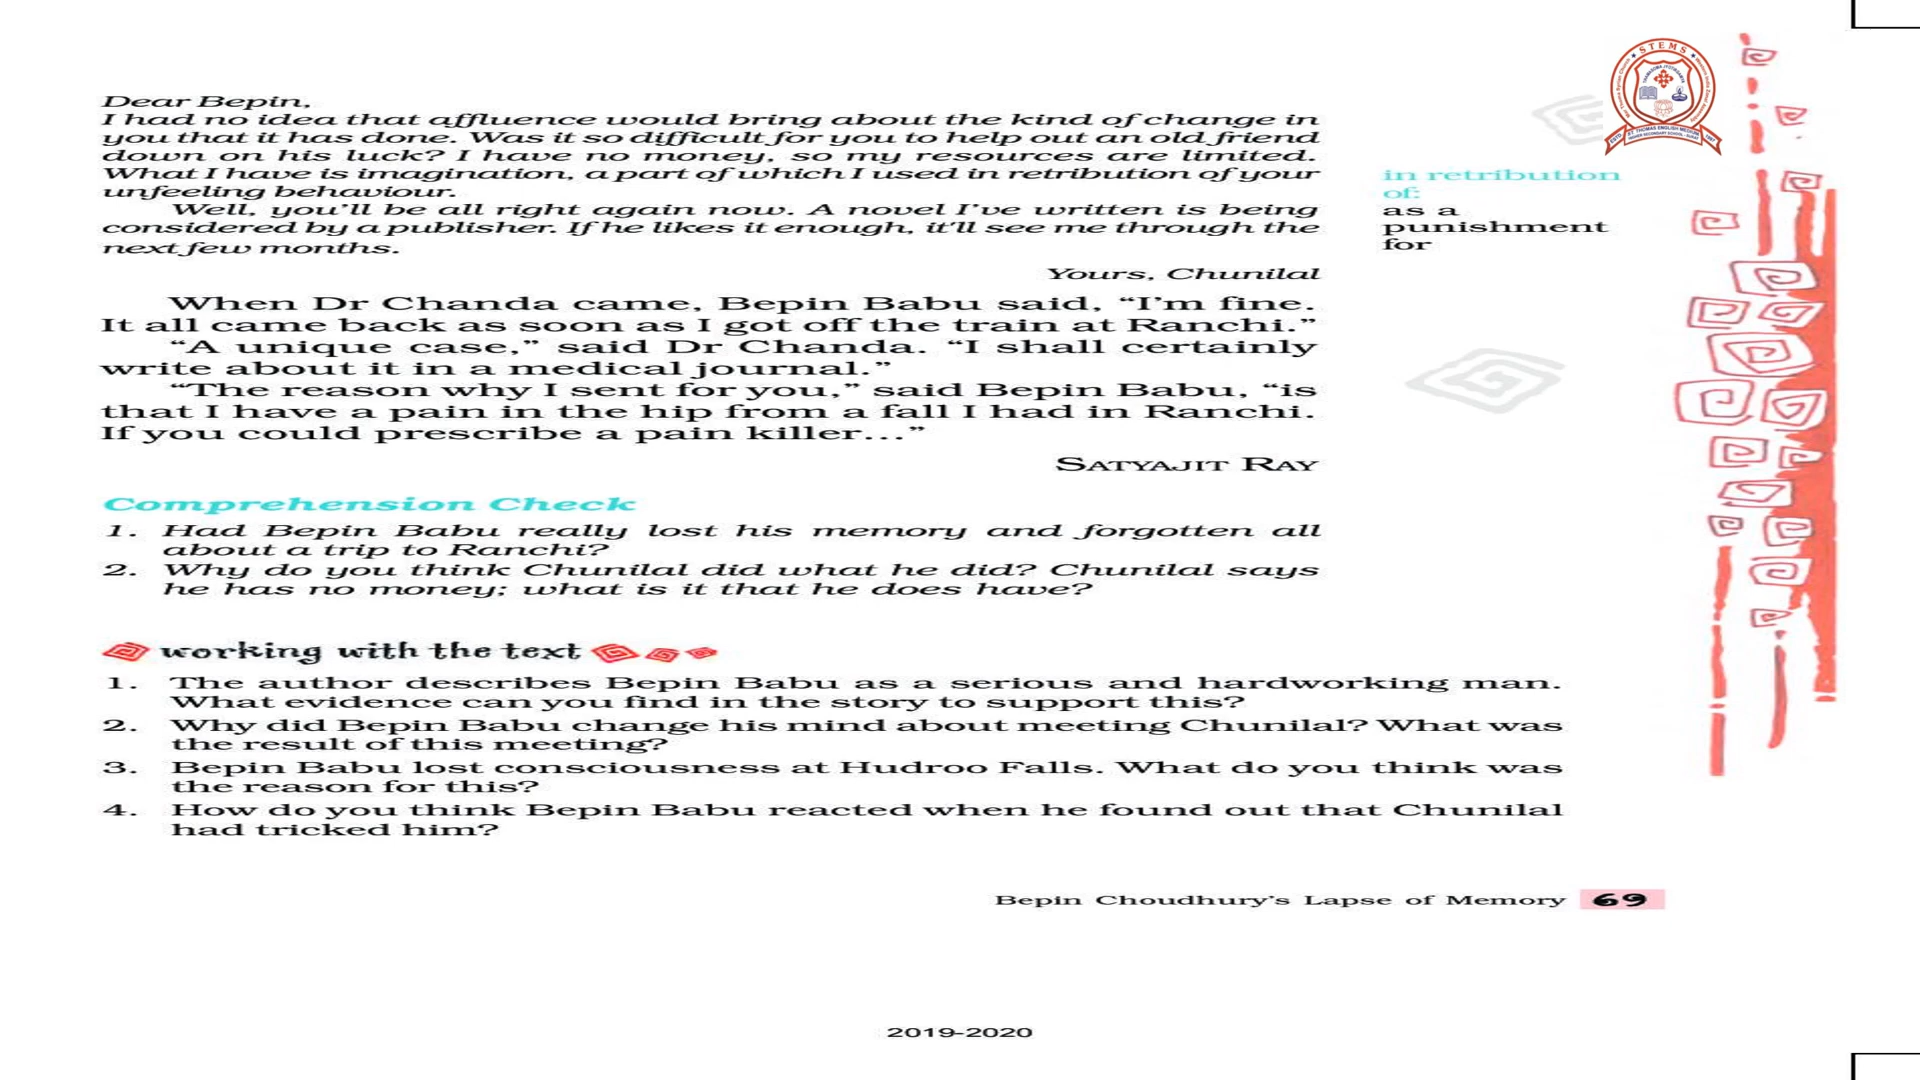 STEMS
Dear Bepin,
I had no idea that affluence would bring about the kind of change in
you that it has done. Was it so difficult for you to help out an old friend
down on his luck? I have no money, so my resources are limited.
What I have is imagination, a part of which I used in retribution of your
unfeeling behaviour.
Well, you’ll be all right again now. A novel I’ve written is being
considered by a publisher. If he likes it enough, it’ll see me through the
next few months.
Yours, Chunilal
in retribution
of:
as a
punishment
for
When Dr Chanda came, Bepin Babu said, “I’m fine.
It all came back as soon as I got off the train at Ranchi.”
“A unique case,” said Dr Chanda. “I shall certainly
write about it in a medical journal.”
“The reason why I sent for you,” said Bepin Babu, “is
that I have a pain in the hip from a fall I had in Ranchi.
If you could prescribe a pain killer...”
SATYAJIT RAY
Comprehension Check
1. Had Bepin Babu really lost his memory and forgotten all
about a trip to Ranchi?
2. Why do you think Chunilal did what he did? Chunilal says
he has no money; what is it that he does have?
working with the text
1. The author describes Bepin Babu as a serious and hardworking man.
What evidence can you find in the story to support this?
2. Why did Bepin Babu change his mind about meeting Chunilal? What was
the result of this meeting?
3. Bepin Babu lost consciousness at Hudroo Falls. What do you think was
the reason for this?
4. How do you think Bepin Babu reacted when he found out that Chunilal
had tricked him?
Bepin Choudhury’s Lapse of Memory 69
2019-2020